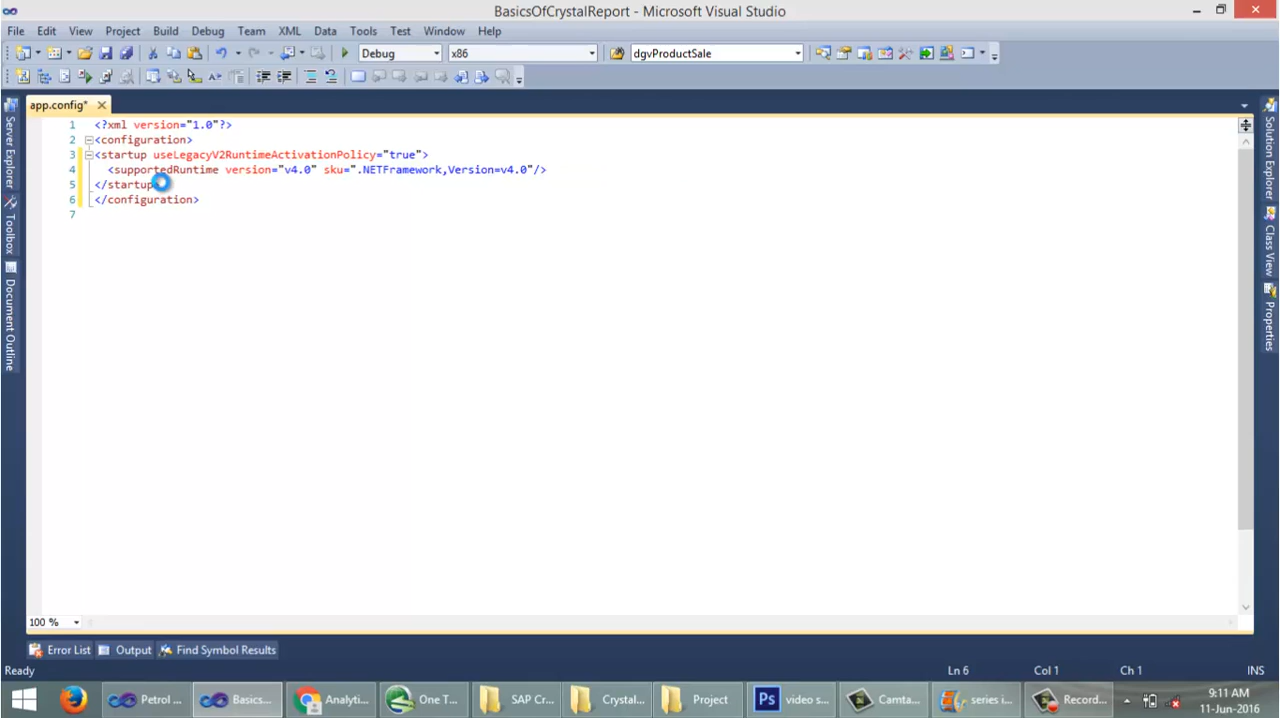 BasicsOfCrystalReport - Microsoft Visual Studio
File Edit View Project Build Debug Team XML Data Tools Test Window Help
Debug x86 dgvProductSale
app.config*
1 <?xml version="1.0"?>
2 <configuration>
3 <startup useLegacyV2RuntimeActivationPolicy="true">
4 <supportedRuntime version="v4.0" sku=".NETFramework,Version=v4.0"/>
5 </startup
6 </configuration>
7
Server Explorer
Toolbox
Document Outline
Solution Explorer
Class View
Properties
100 %
Error List Output Find Symbol Results
Ready Ln 6 Col 1 Ch 1 INS
Petrol ... Basics... Analyti... One T... SAP Cr... Crystal... Project Ps video s... Camta... series i... Record...
9:11 AM
11-Jun-2016